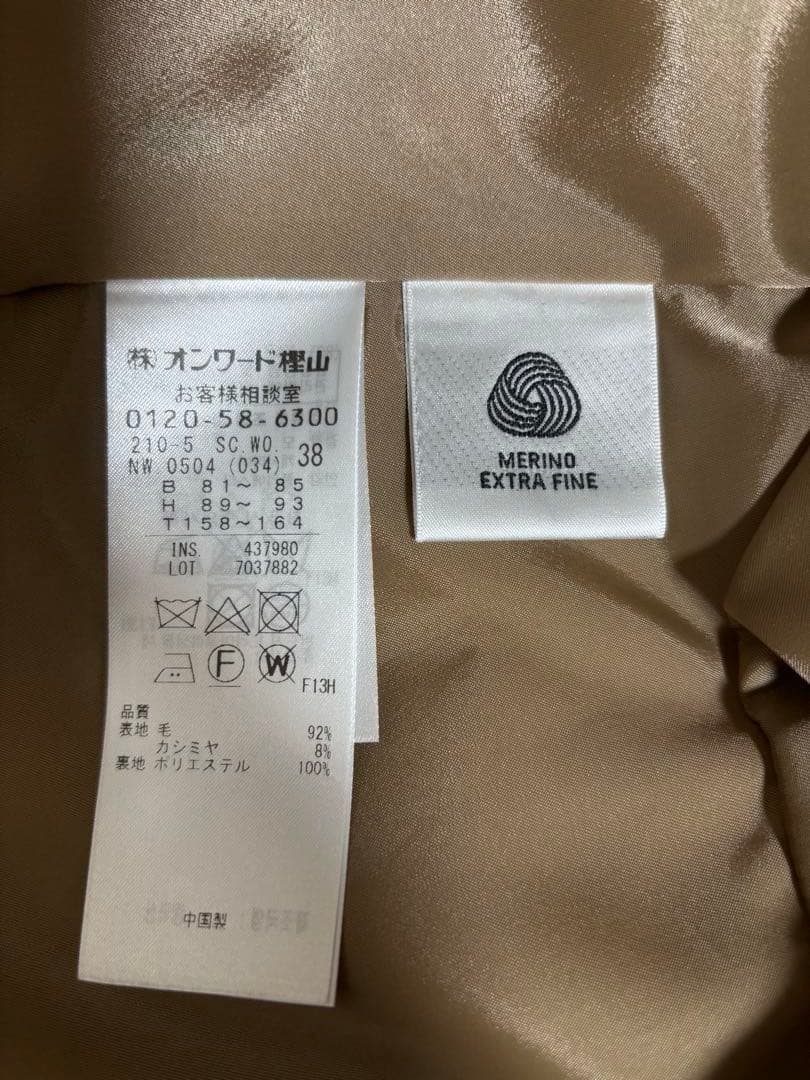 (株)オンワード樫山
お客様相談室
0120-58-6300
210-5 SC.WO.
NW 0504 (034) 38
B 81～ 85
H 89～ 93
T158～164
INS. 437980
LOT 7037882
F
W
F13H
品質
表地 毛 92%
カシミヤ 8%
裏地 ポリエステル 100%
中国製
MERINO
EXTRA FINE